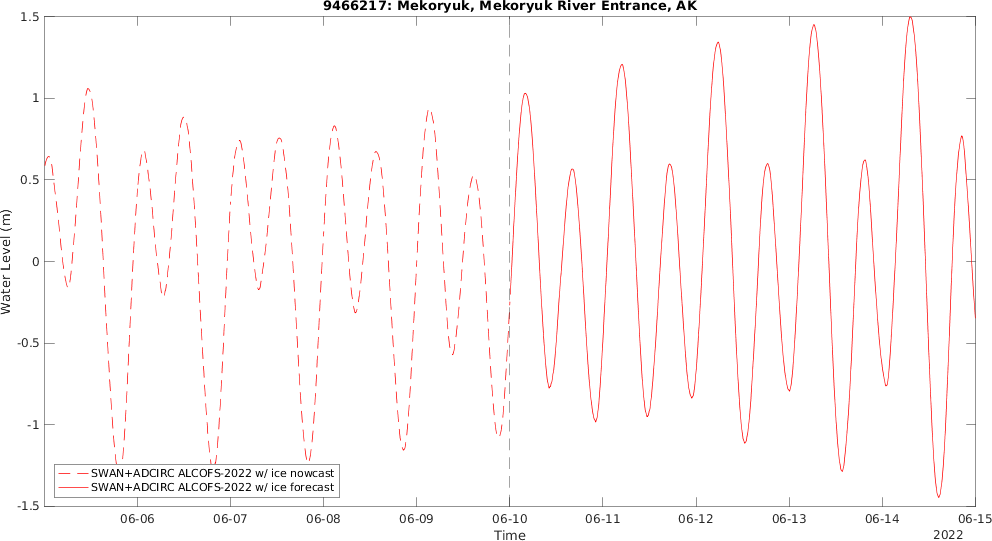 9466217: Mekoryuk, Mekoryuk River Entrance, AK
1.5
1
0.5
0
-0.5
-1
-1.5
Water Level (m)
SWAN+ADCIRC ALCOFS-2022 w/ ice nowcast
SWAN+ADCIRC ALCOFS-2022 w/ ice forecast
06-06 06-07 06-08 06-09 06-10 06-11 06-12 06-13 06-14 06-15
Time
2022